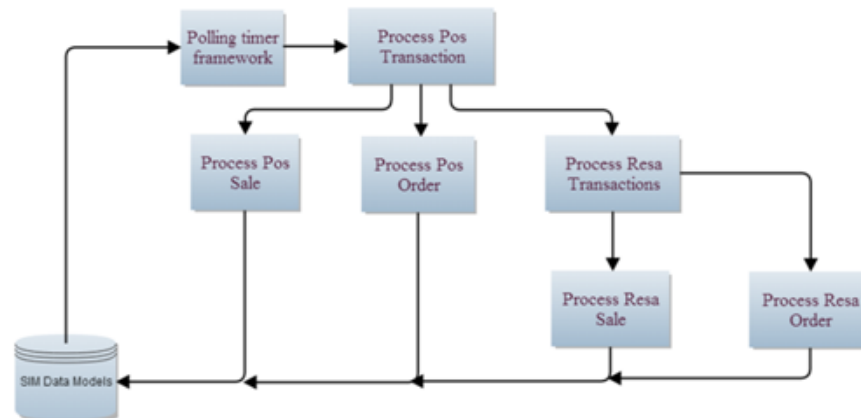 Polling timer
framework
Process Pos
Transaction
Process Pos
Sale
Process Pos
Order
Process Resa
Transactions
Process Resa
Sale
Process Resa
Order
SIM Data Models